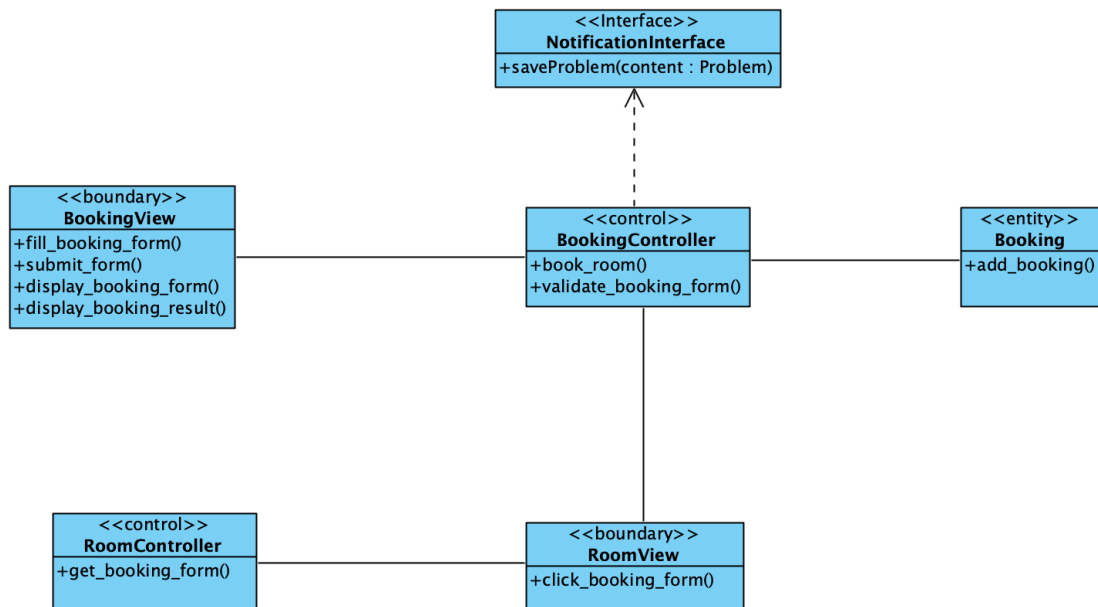 <<Interface>>
NotificationInterface
+saveProblem(content : Problem)
<<boundary>>
BookingView
+fill_booking_form()
+submit_form()
+display_booking_form()
+display_booking_result()
<<control>>
BookingController
+book_room()
+validate_booking_form()
<<entity>>
Booking
+add_booking()
<<control>>
RoomController
+get_booking_form()
<<boundary>>
RoomView
+click_booking_form()